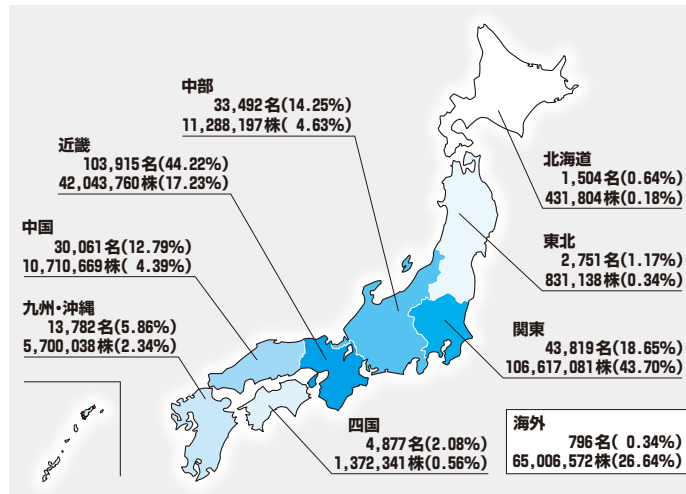 中部
33,492名(14.25%)
11,288,197株( 4.63%)
近畿
103,915名(44.22%)
42,043,760株(17.23%)
中国
30,061名(12.79%)
10,710,669株( 4.39%)
九州・沖縄
13,782名(5.86%)
5,700,038株(2.34%)
北海道
1,504名(0.64%)
431,804株(0.18%)
東北
2,751名(1.17%)
831,138株(0.34%)
関東
43,819名(18.65%)
106,617,081株(43.70%)
四国
4,877名(2.08%)
1,372,341株(0.56%)
海外
796名( 0.34%)
65,006,572株(26.64%)